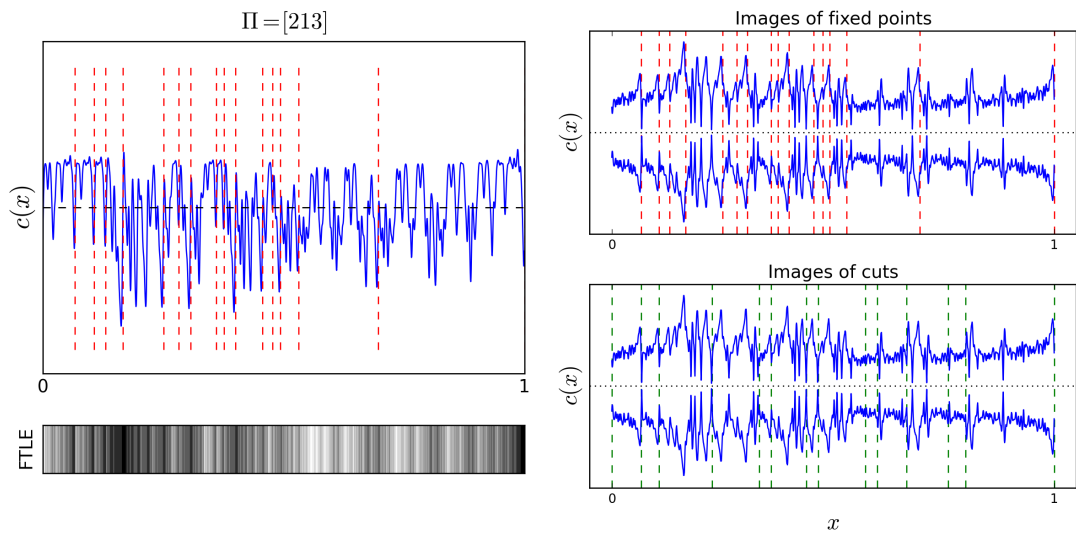 Π=[213]
c(x)
0 1
FTLE
Images of fixed points
c(x)
0 1
Images of cuts
c(x)
0 1
x